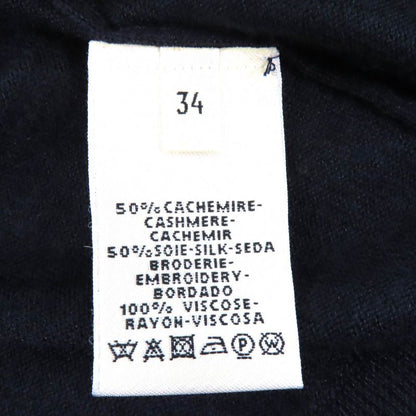 34
50% CACHEMIRE-
CASHMERE-
CACHEMIR
50% SOIE-SILK-SEDA
BRODERIE-
EMBROIDERY-
BORDADO
100% VISCOSE-
RAYON-VISCOSA
P W